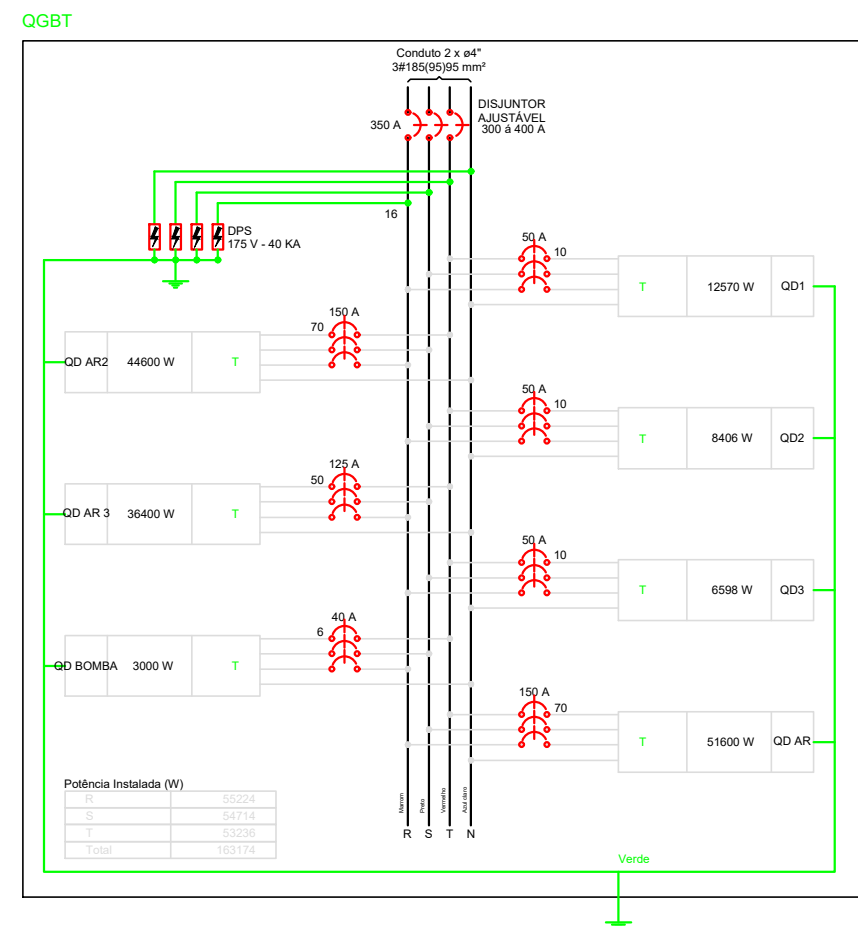 QGBT
Conduto 2 x ø4"
3#185(95)95 mm²
350 A
DISJUNTOR
AJUSTÁVEL
300 á 400 A
16
DPS
175 V - 40 KA
50 A
10
T
12570 W
QD1
150 A
70
QD AR2
44600 W
T
50 A
10
T
8406 W
QD2
125 A
50
QD AR 3
36400 W
T
50 A
10
T
6598 W
QD3
40 A
6
QD BOMBA
3000 W
T
150 A
70
T
51600 W
QD AR
Potência Instalada (W)
R 55224
S 54714
T 53236
Total 163174
Marrom
Preto
Vermelho
Azul claro
R S T N
Verde